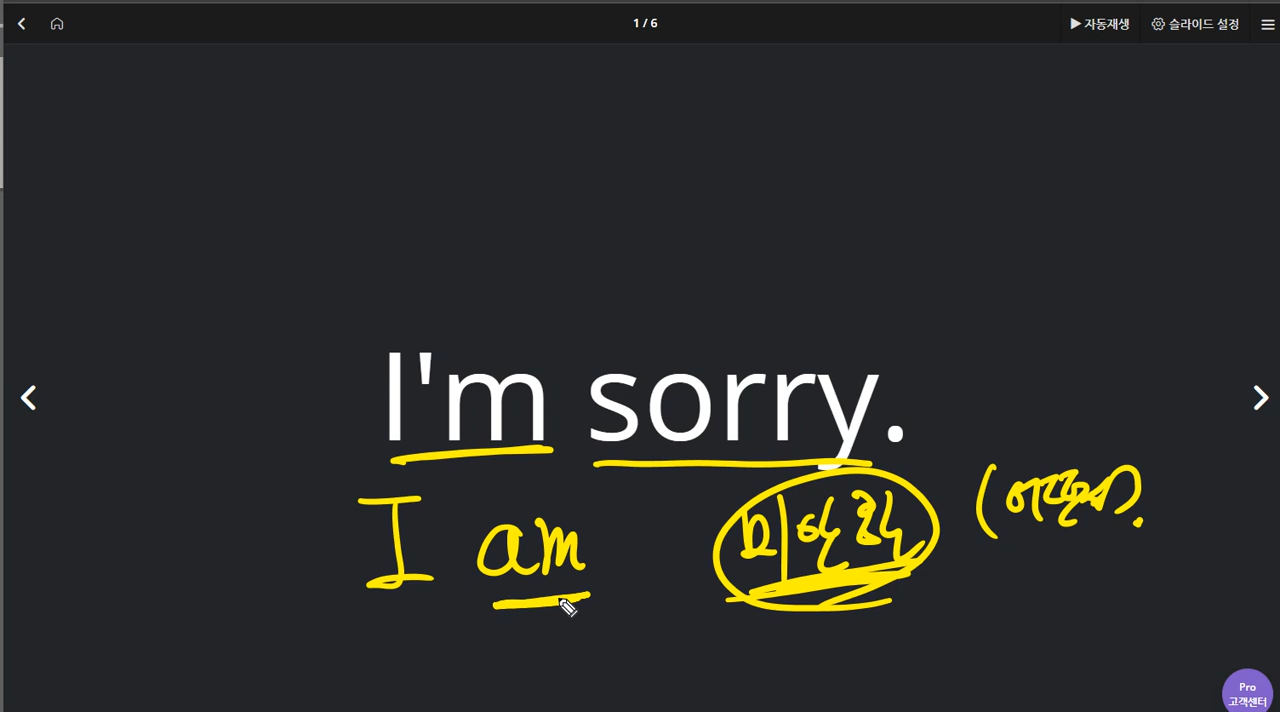 1 / 6
▶ 자동재생
슬라이드 설정
I'm sorry.
I am
미안한
Pro
고객센터